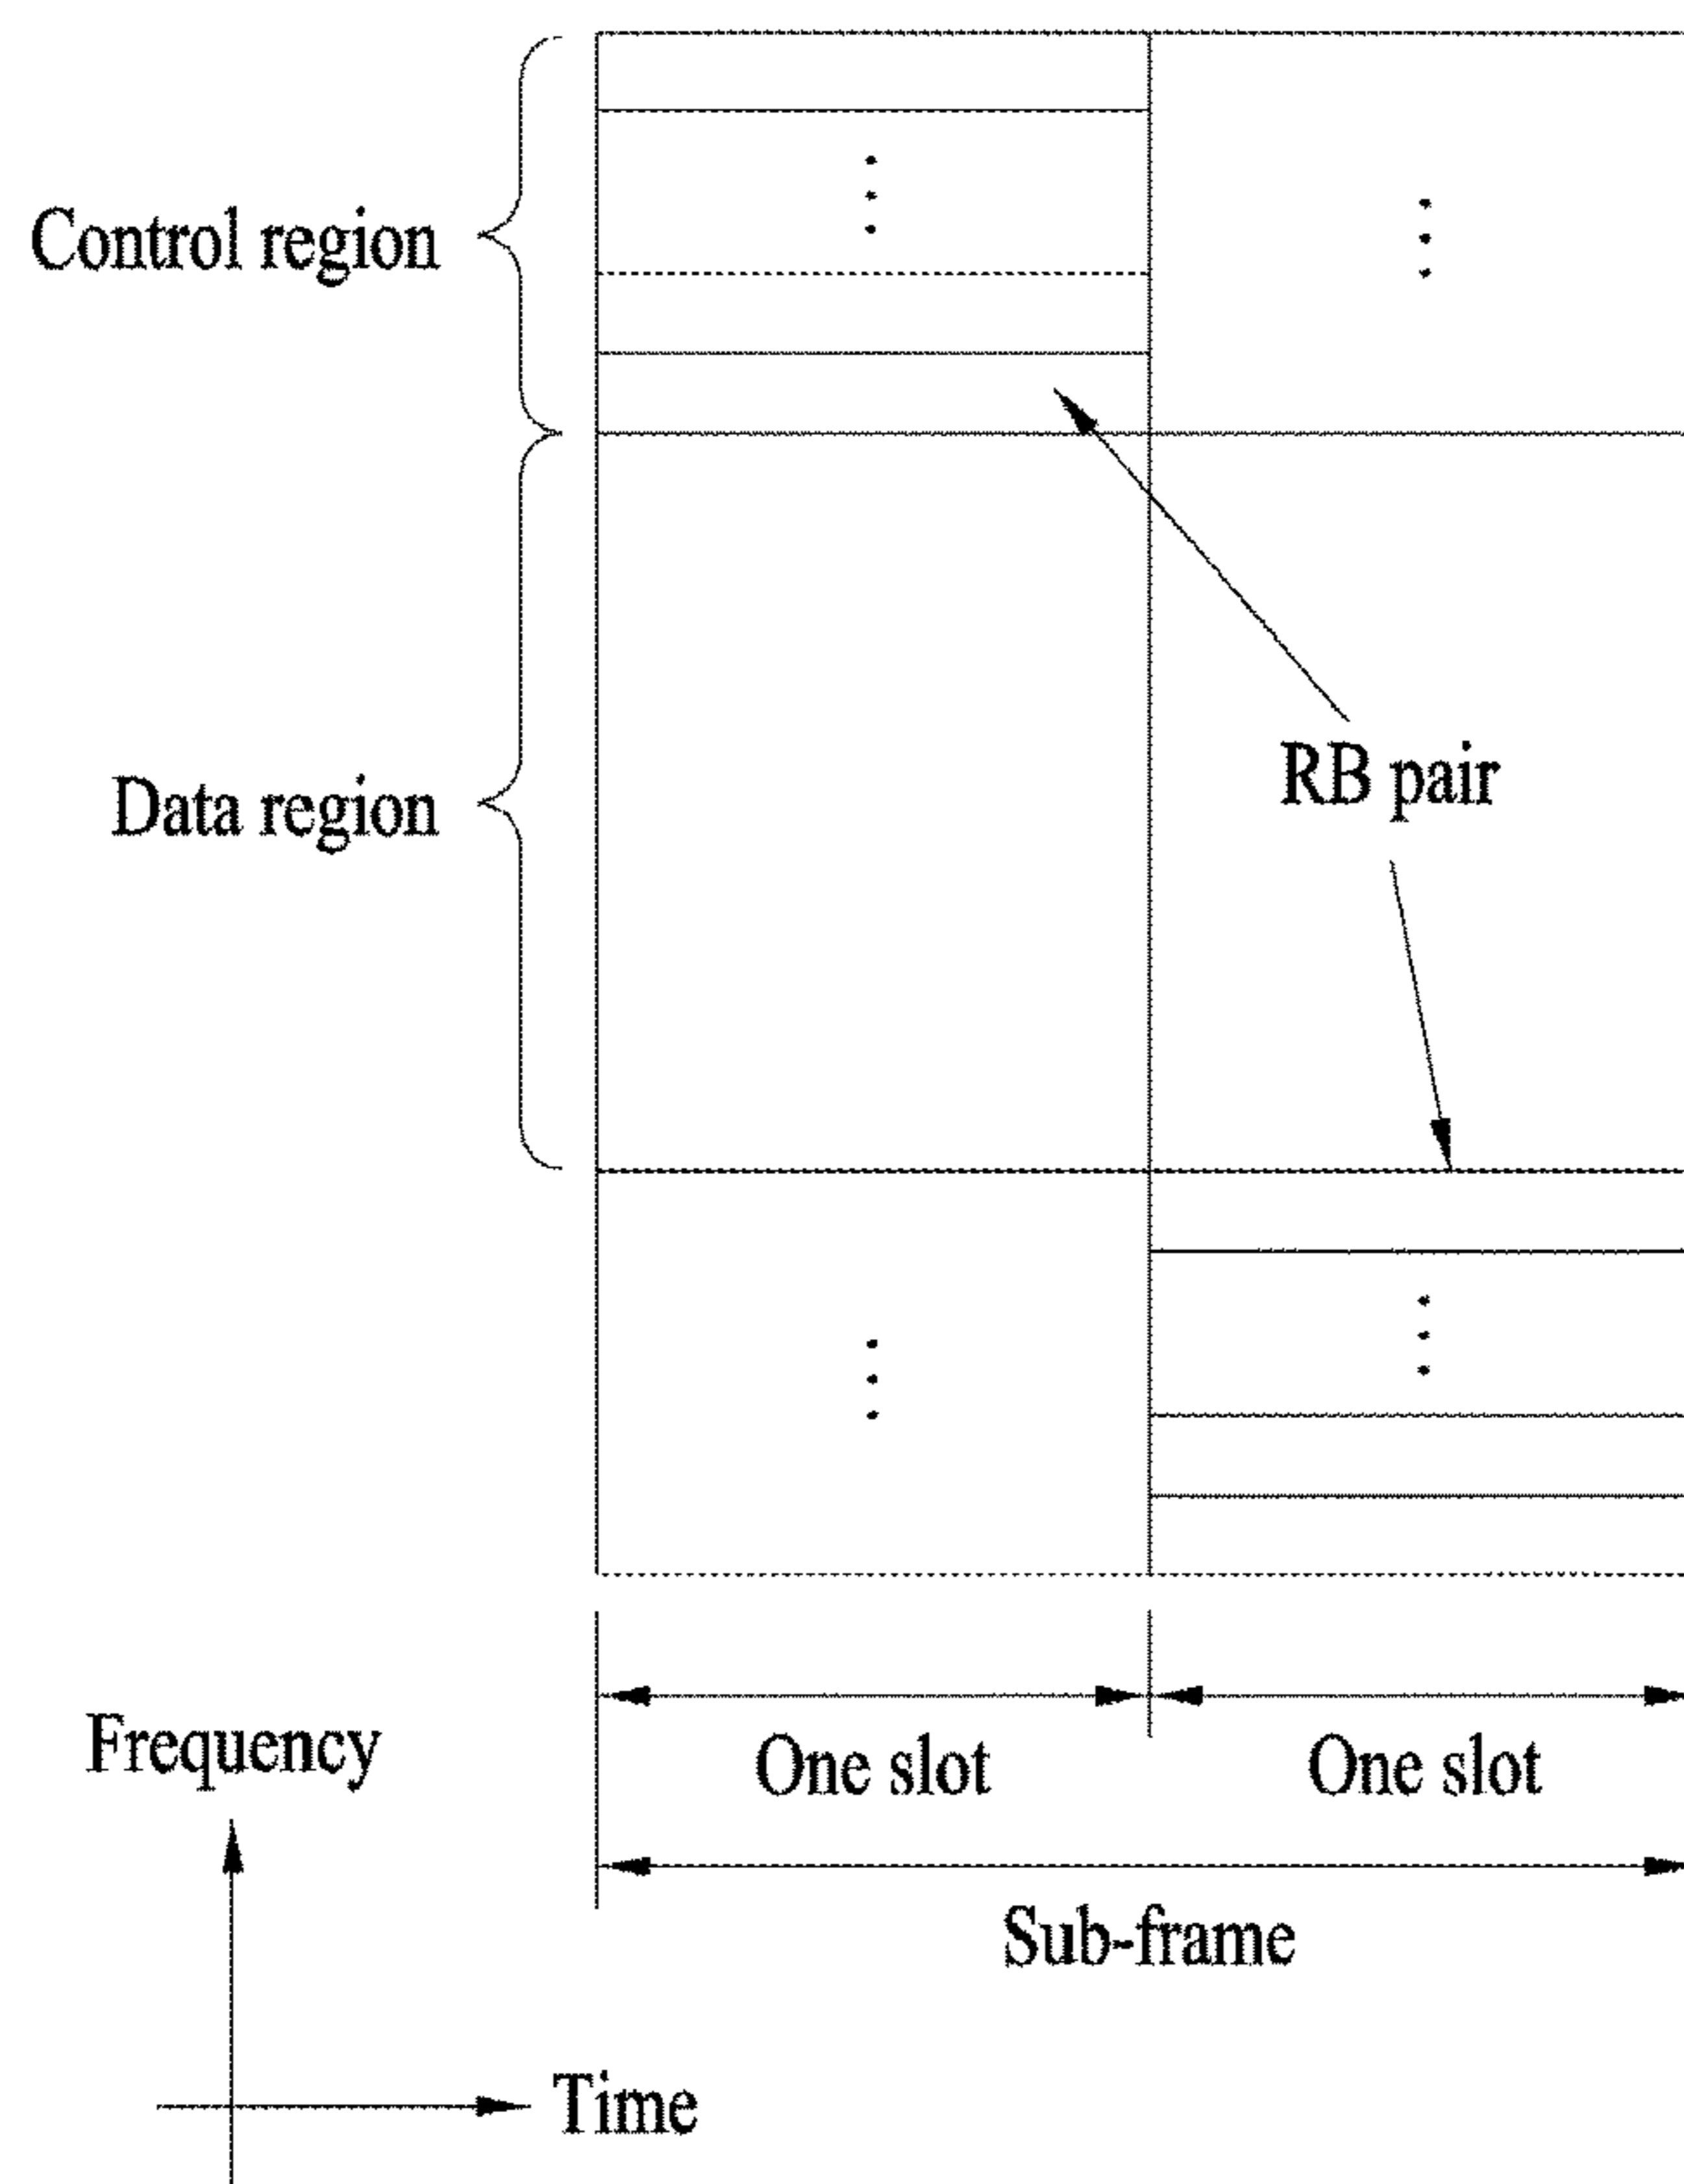 Control region
Data region
RB pair
One slot
One slot
Frequency
Sub-frame
Time